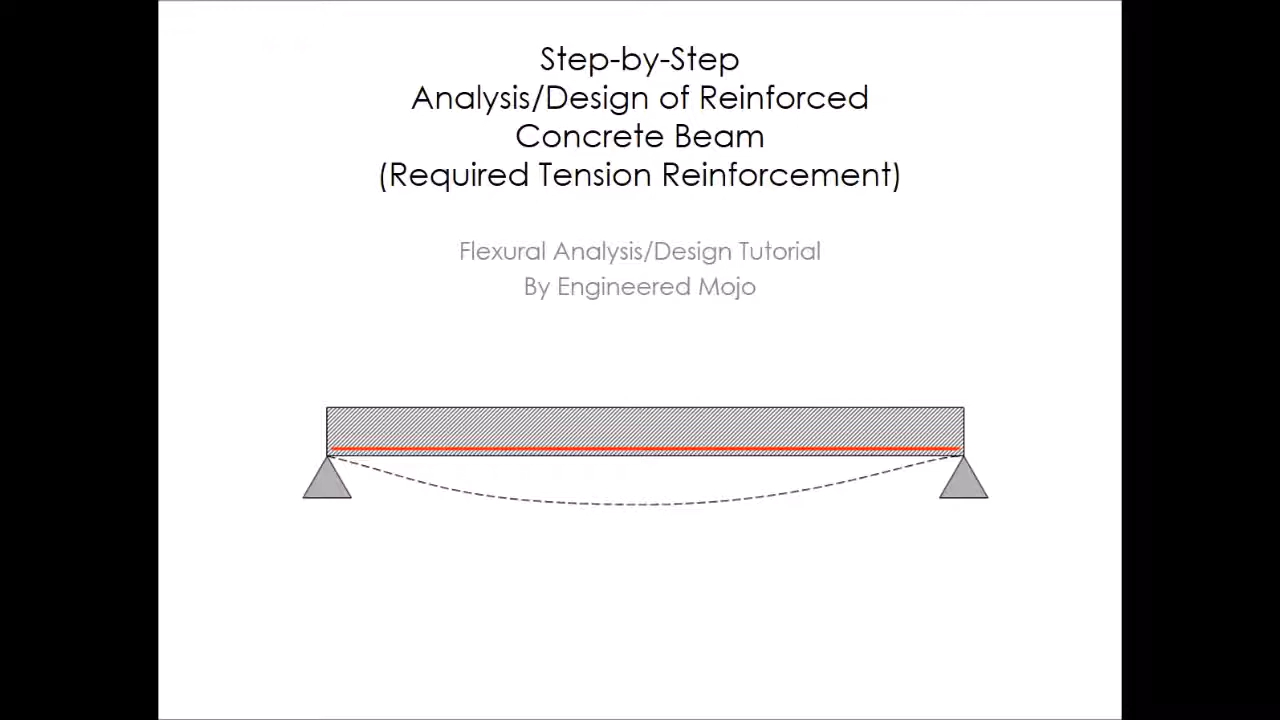 Step-by-Step
Analysis/Design of Reinforced
Concrete Beam
(Required Tension Reinforcement)
Flexural Analysis/Design Tutorial
By Engineered Mojo